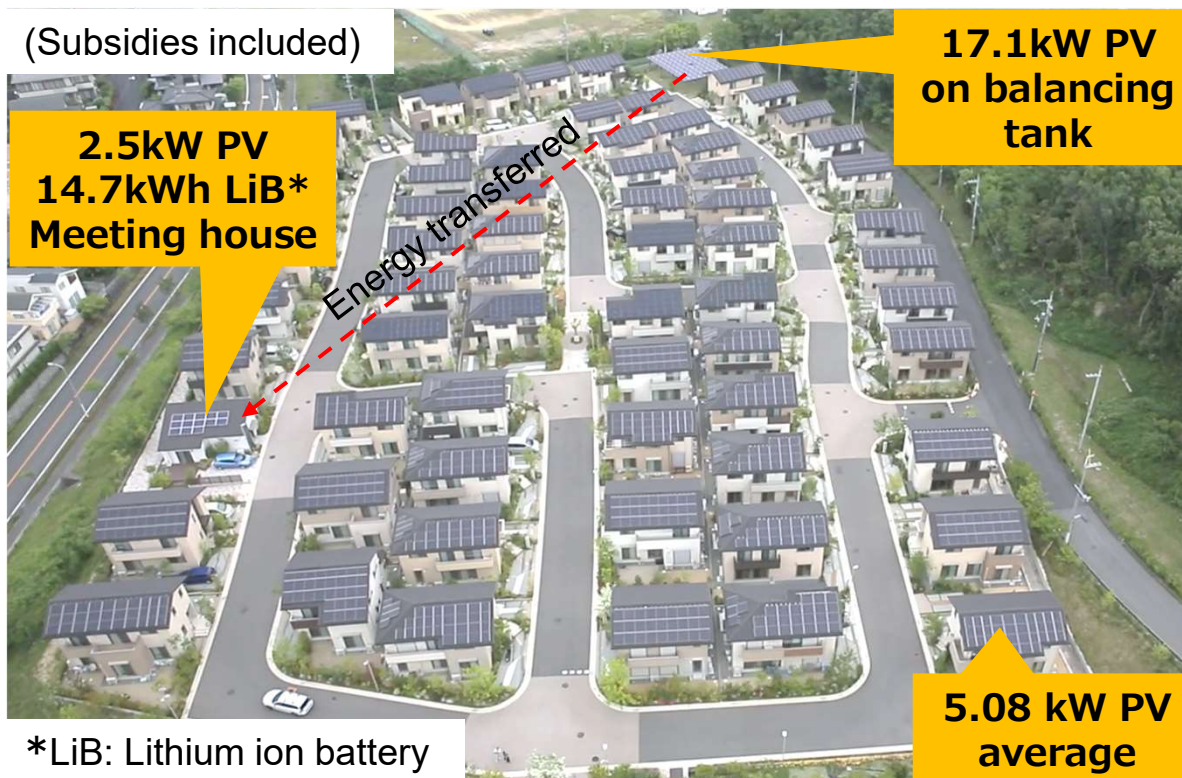 (Subsidies included)
17.1kW PV
on balancing
tank
2.5kW PV
14.7kWh LiB*
Meeting house
Energy transferred
5.08 kW PV
average
*LiB: Lithium ion battery